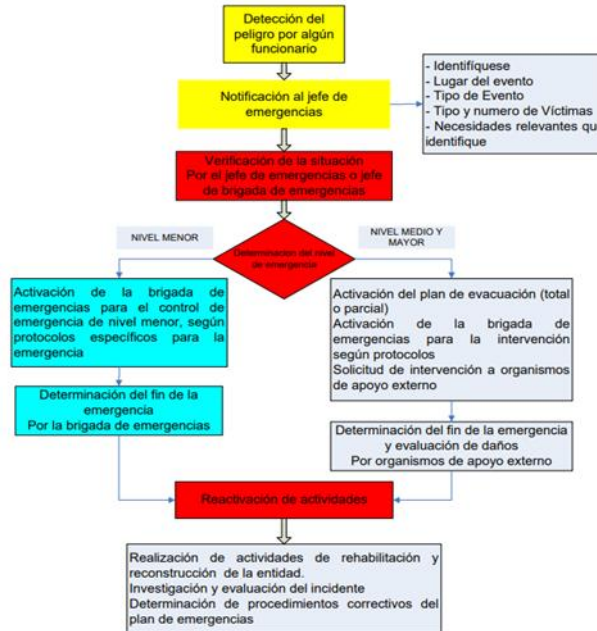 Detección del
peligro por algún
funcionario
Notificación al jefe de
emergencias
- Identifíquese
- Lugar del evento
- Tipo de Evento
- Tipo y numero de Víctimas
- Necesidades relevantes qu
identifique
Verificación de la situación
Por el jefe de emergencias o jefe
de brigada de emergencias
Determinacion del nivel
de emergencia
NIVEL MENOR
NIVEL MEDIO Y
MAYOR
Activación de la brigada de
emergencias para el control de
emergencia de nivel menor, según
protocolos específicos para la
emergencia
Determinación del fin de la
emergencia
Por la brigada de emergencias
Activación del plan de evacuación (total
o parcial)
Activación de la brigada de
emergencias para la intervención
según protocolos
Solicitud de intervención a organismos
de apoyo externo
Determinación del fin de la emergencia
y evaluación de daños
Por organismos de apoyo externo
Reactivación de actividades
Realización de actividades de rehabilitación y
reconstrucción de la entidad.
Investigación y evaluación del incidente
Determinación de procedimientos correctivos del
plan de emergencias